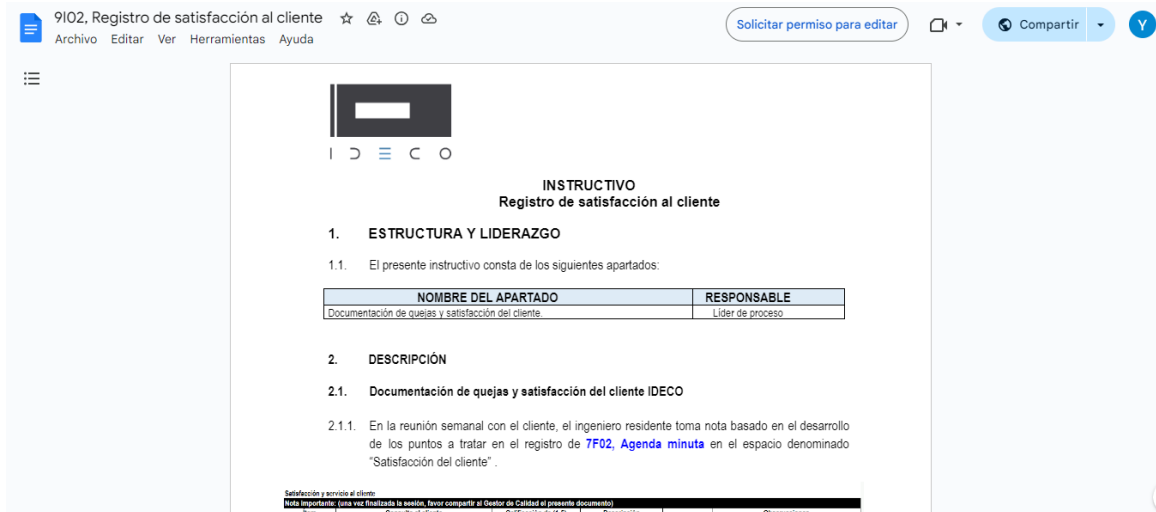 9I02, Registro de satisfacción al cliente
Archivo Editar Ver Herramientas Ayuda
Solicitar permiso para editar
Compartir
Y
IDECO
INSTRUCTIVO
Registro de satisfacción al cliente
1. ESTRUCTURA Y LIDERAZGO
1.1. El presente instructivo consta de los siguientes apartados:
NOMBRE DEL APARTADO RESPONSABLE
Documentación de quejas y satisfacción del cliente. Líder de proceso
2. DESCRIPCIÓN
2.1. Documentación de quejas y satisfacción del cliente IDECO
2.1.1. En la reunión semanal con el cliente, el ingeniero residente toma nota basado en el desarrollo
de los puntos a tratar en el registro de 7F02, Agenda minuta en el espacio denominado
“Satisfacción del cliente” .
Satisfacción y servicio al cliente
Nota importante: (una vez finalizada la sesión, favor compartir al Gestor de Calidad el presente documento)